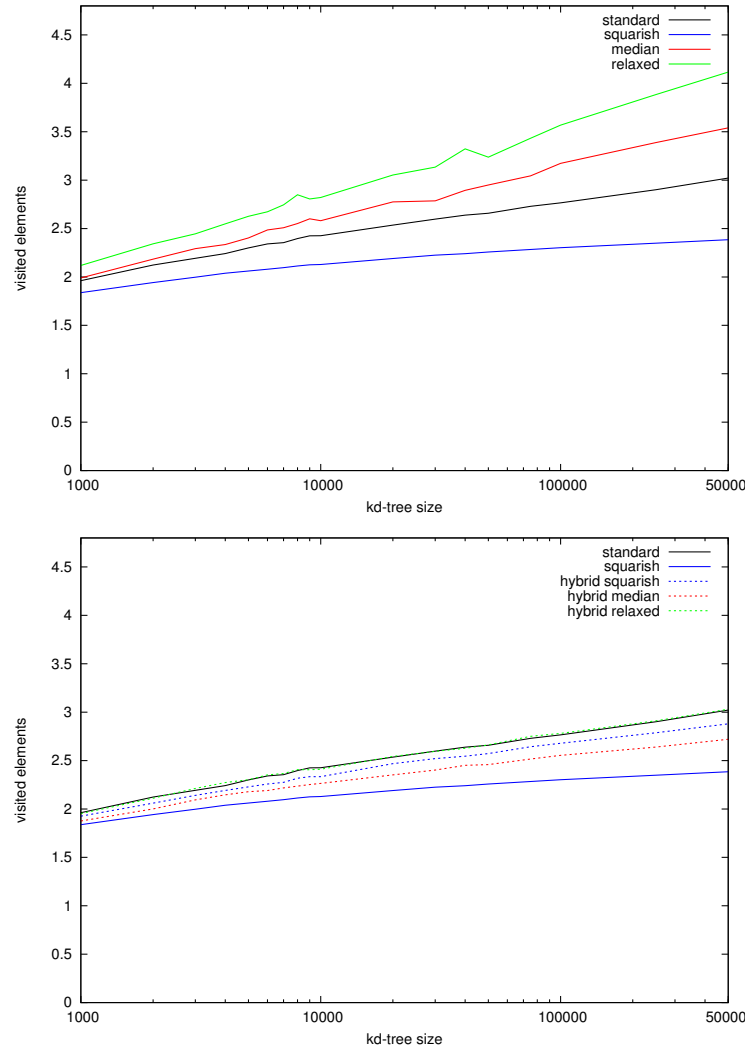 standard
squarish
median
relaxed
4.5
4
3.5
3
2.5
2
1.5
1
0.5
0
visited elements
1000
10000
100000
50000
kd-tree size
standard
squarish
hybrid squarish
hybrid median
hybrid relaxed
4.5
4
3.5
3
2.5
2
1.5
1
0.5
0
visited elements
1000
10000
100000
50000
kd-tree size